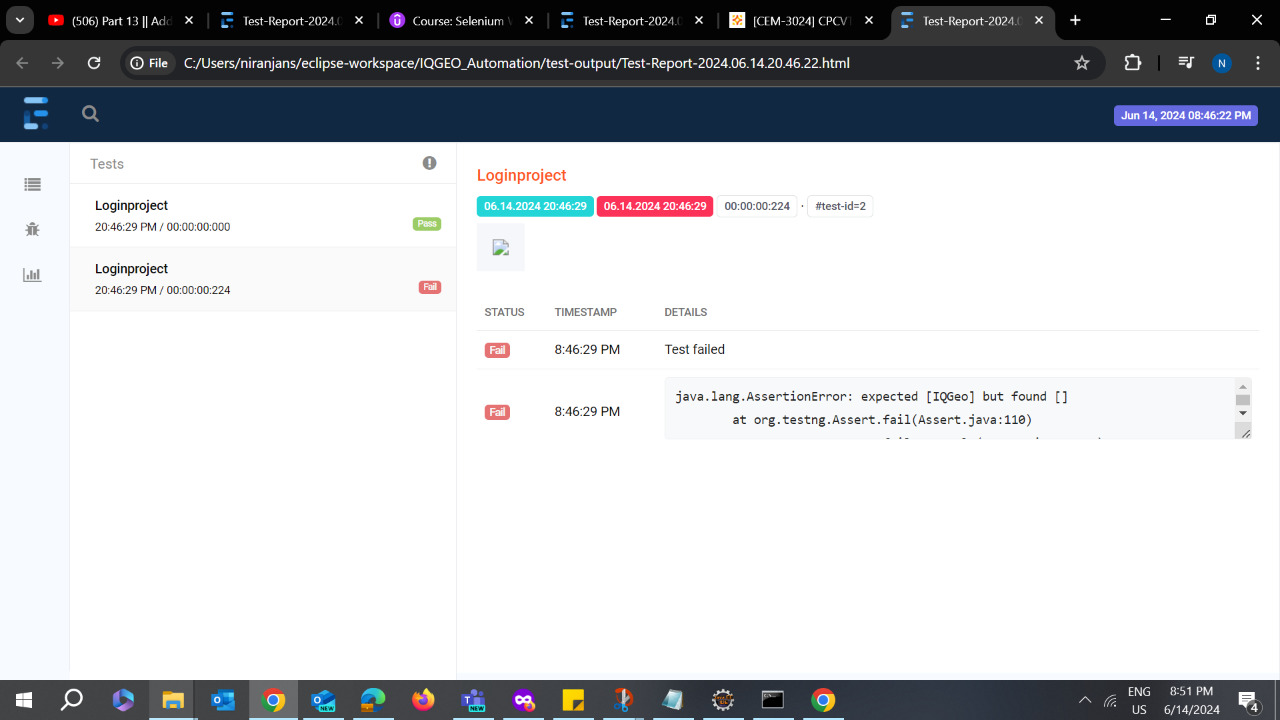 (506) Part 13 || Add
Test-Report-2024.0
Course: Selenium
Test-Report-2024.0
[CEM-3024] CPCV
Test-Report-2024.0
File
C:/Users/niranjans/eclipse-workspace/IQGEO_Automation/test-output/Test-Report-2024.06.14.20.46.22.html
N
Jun 14, 2024 08:46:22 PM
Tests
Loginproject
20:46:29 PM / 00:00:00:000
Pass
Loginproject
20:46:29 PM / 00:00:00:224
Fail
Loginproject
06.14.2024 20:46:29 06.14.2024 20:46:29 00:00:00:224 · #test-id=2
STATUS TIMESTAMP DETAILS
Fail 8:46:29 PM Test failed
Fail 8:46:29 PM
java.lang.AssertionError: expected [IQGeo] but found []
at org.testng.Assert.fail(Assert.java:110)
NEW
NEW
ENG
US
8:51 PM
6/14/2024
4